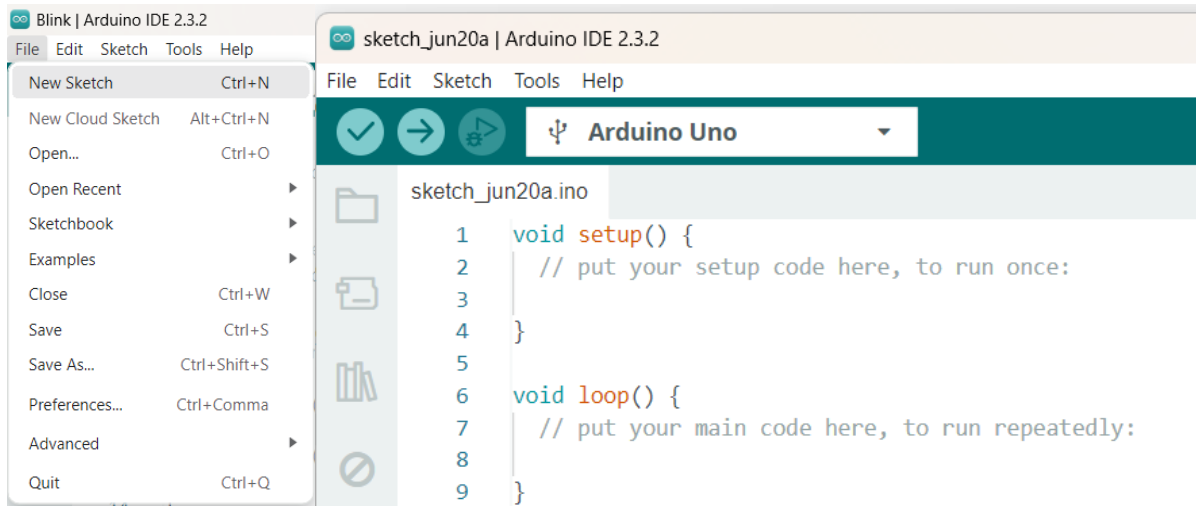 Blink | Arduino IDE 2.3.2
File Edit Sketch Tools Help
New Sketch Ctrl+N
New Cloud Sketch Alt+Ctrl+N
Open... Ctrl+O
Open Recent
Sketchbook
Examples
Close Ctrl+W
Save Ctrl+S
Save As... Ctrl+Shift+S
Preferences... Ctrl+Comma
Advanced
Quit Ctrl+Q
sketch_jun20a | Arduino IDE 2.3.2
File Edit Sketch Tools Help
Arduino Uno
sketch_jun20a.ino
1 void setup() {
2 // put your setup code here, to run once:
3
4 }
5
6 void loop() {
7 // put your main code here, to run repeatedly:
8
9 }